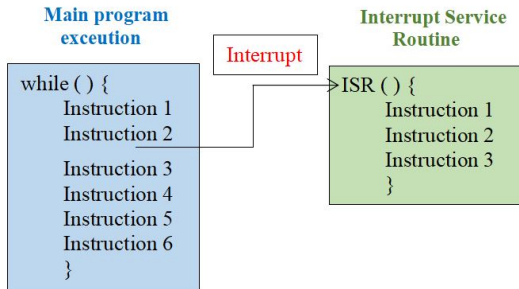 Main program
exceution
while ( ) {
Instruction 1
Instruction 2
Instruction 3
Instruction 4
Instruction 5
Instruction 6
}
Interrupt
Interrupt Service
Routine
ISR ( ) {
Instruction 1
Instruction 2
Instruction 3
}